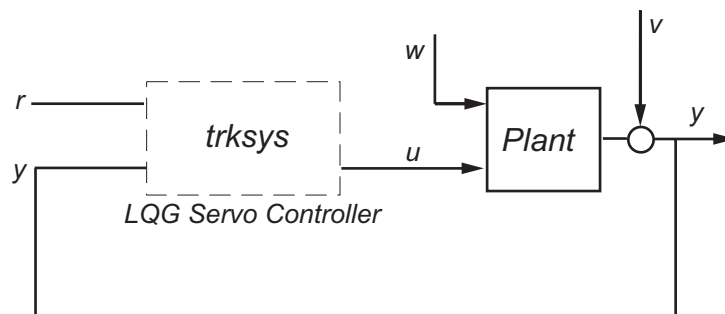 v
w
r
y
trksys
Plant
y
u
LQG Servo Controller